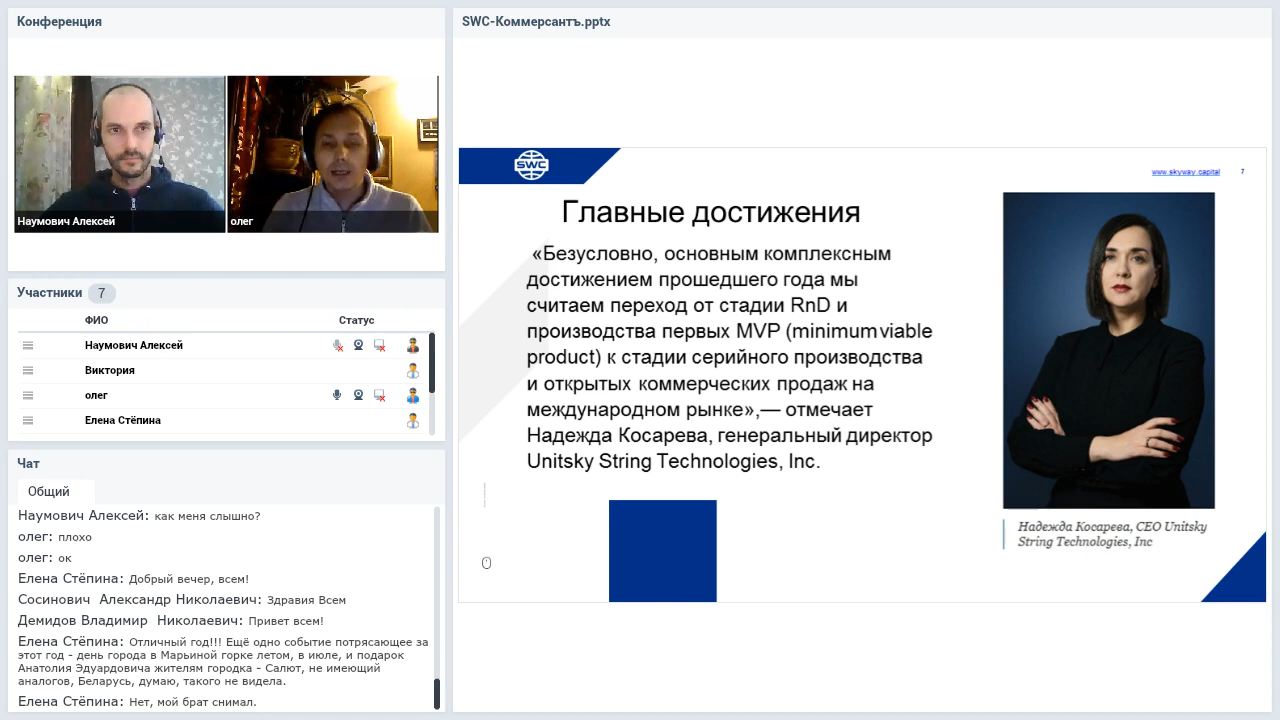 Конференция
Наумович Алексей
олег
Участники 7
ФИО Статус
Наумович Алексей
Виктория
олег
Елена Стёпина
Чат
Общий
Наумович Алексей: как меня слышно?
олег: плохо
олег: ок
Елена Стёпина: Добрый вечер, всем!
Сосинович Александр Николаевич: Здравия Всем
Демидов Владимир Николаевич: Привет всем!
Елена Стёпина: Отличный год!!! Ещё одно событие потрясающее за
этот год - день города в Марьиной горке летом, в июле, и подарок
Анатолия Эдуардовича жителям городка - Салют, не имеющий
аналогов, Беларусь, думаю, такого не видела.
Елена Стёпина: Нет, мой брат снимал.
SWC-Коммерсантъ.pptx
SWC
www.skyway.capital 7
Главные достижения
«Безусловно, основным комплексным
достижением прошедшего года мы
считаем переход от стадии RnD и
производства первых MVP (minimum viable
product) к стадии серийного производства
и открытых коммерческих продаж на
международном рынке»,— отмечает
Надежда Косарева, генеральный директор
Unitsky String Technologies, Inc.
Надежда Косарева, CEO Unitsky
String Technologies, Inc